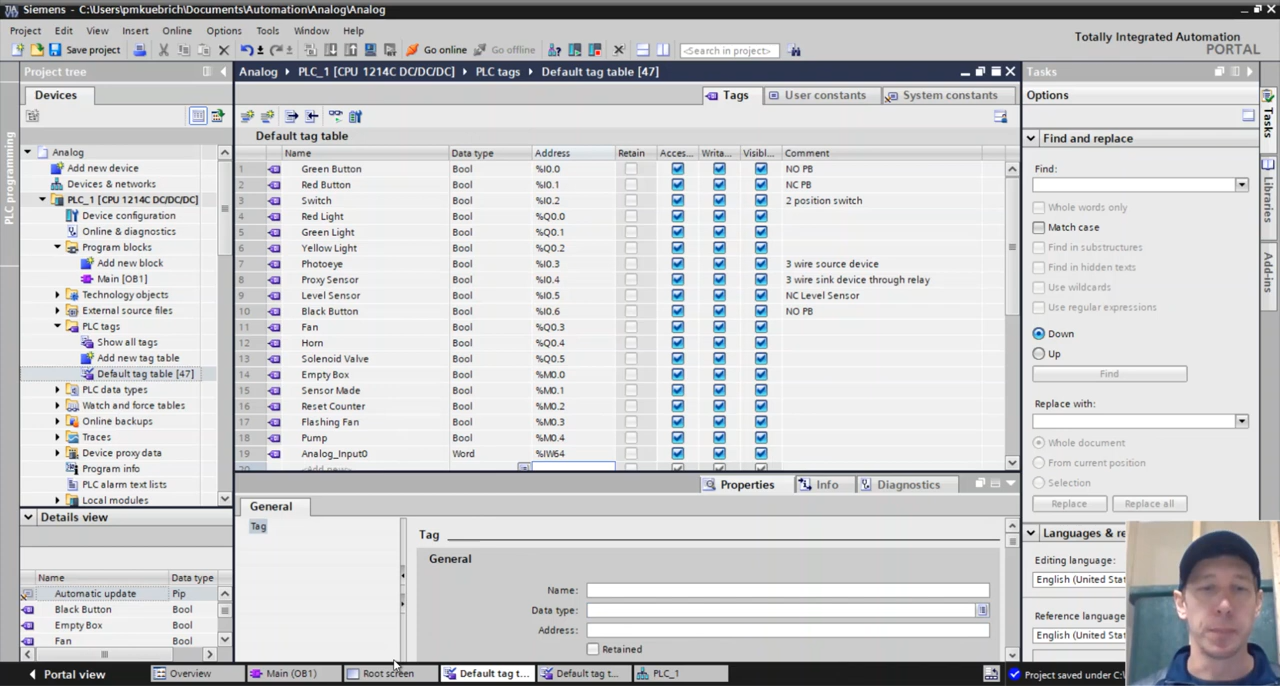 Siemens - C:\Users\pmkuebrich\Documents\Automation\Analog\Analog
Project Edit View Insert Online Options Window Help
Totally Integrated Automation
PORTAL
Save project Go online Go offline <Search in project>
Project tree
Analog PLC_1 [CPU 1214C DC/DC/DC] PLC tags Default tag table [47]
Tasks
Devices
Tags User constants System constants
Options
PLC programming
Default tag table
Find and replace
Name Data type Address Retain Acces... Writa... Visibl... Comment
1 Green Button Bool %I0.0 NO PB
2 Red Button Bool %I0.1 NC PB
3 Switch Bool %I0.2 2 position switch
4 Red Light Bool %Q0.0
5 Green Light Bool %Q0.1
6 Yellow Light Bool %Q0.2
7 Photoeye Bool %I0.3 3 wire source device
8 Proxy Sensor Bool %I0.4 3 wire sink device through relay
9 Level Sensor Bool %I0.5 NC Level Sensor
10 Black Button Bool %I0.6 NO PB
11 Fan Bool %Q0.3
12 Horn Bool %Q0.4
13 Solenoid Valve Bool %Q0.5
14 Empty Box Bool %M0.0
15 Sensor Made Bool %M0.1
16 Reset Counter Bool %M0.2
17 Flashing Fan Bool %M0.3
18 Pump Bool %M0.4
19 Analog_Input0 Word %IW64
20 <Add new>
Analog
Add new device
Devices & networks
PLC_1 [CPU 1214C DC/DC/DC]
Device configuration
Online & diagnostics
Program blocks
Add new block
Main [OB1]
Technology objects
External source files
PLC tags
Show all tags
Add new tag table
Default tag table [47]
PLC data types
Watch and force tables
Online backups
Traces
Device proxy data
Program info
PLC alarm text lists
Local modules
Details view
Name Data type
Automatic update Pip
Black Button Bool
Empty Box Bool
Fan Bool
Properties Info Diagnostics
General
Tag
Tag
General
Name:
Data type:
Address:
Retained
Find:
Whole words only
Match case
Find in substructures
Find in hidden texts
Use wildcards
Use regular expressions
Down
Up
Find
Replace with:
Whole document
From current position
Selection
Replace Replace all
Languages & re
Editing language:
English (United Stat
Reference language
English (United Stat
Tasks
Libraries
Add-ins
Portal view Overview Main (OB1) Root screen Default tag t... Default tag t... PLC_1
Project saved under C:\